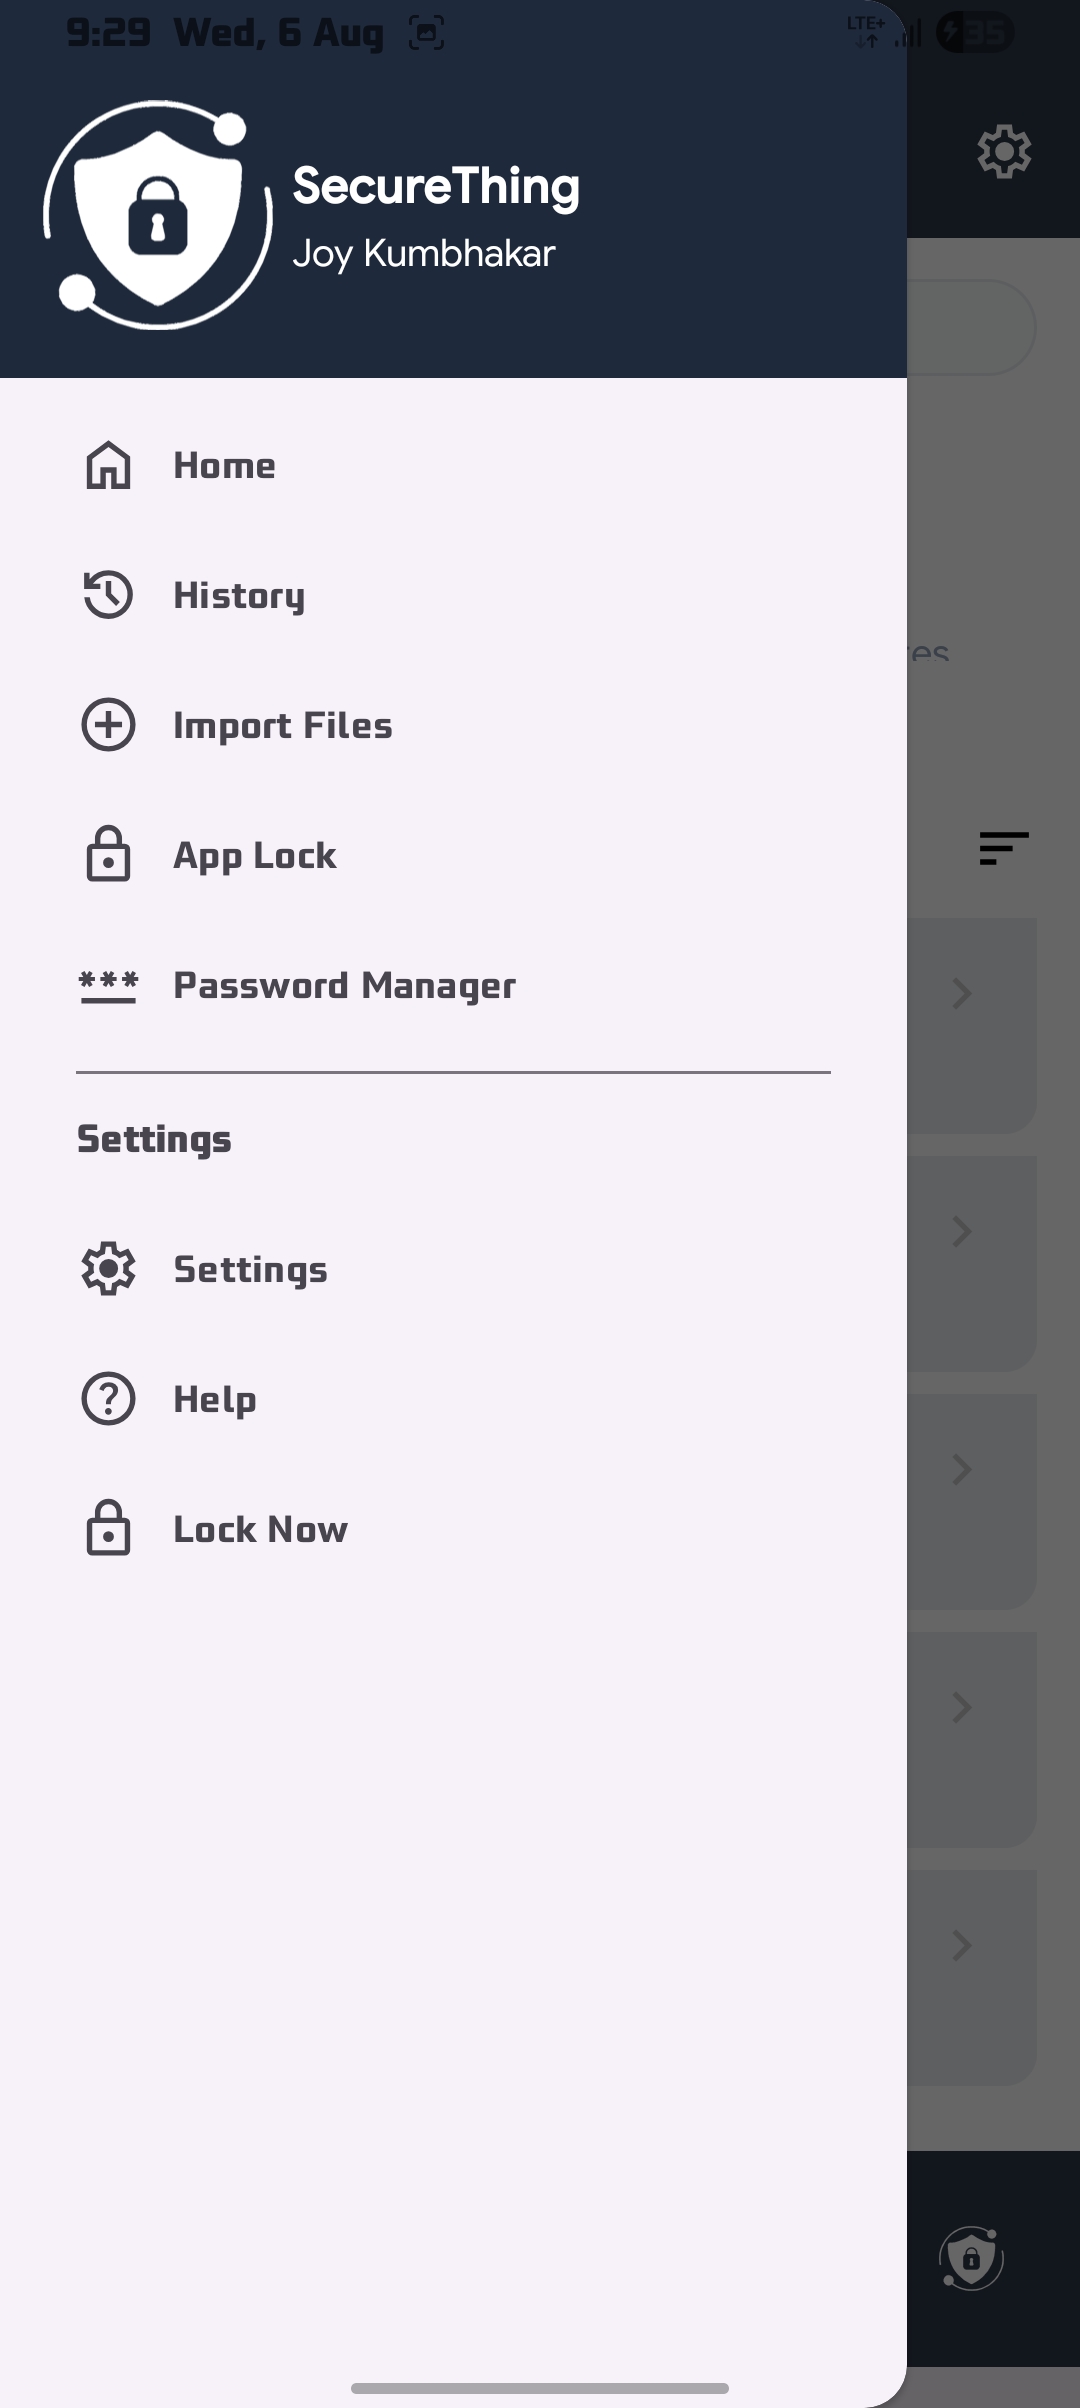 9:29 Wed, 6 Aug LTE+ 35
SecureThing
Joy Kumbhakar
Home
History
Import Files
App Lock
*** Password Manager
Settings
Settings
Help
Lock Now